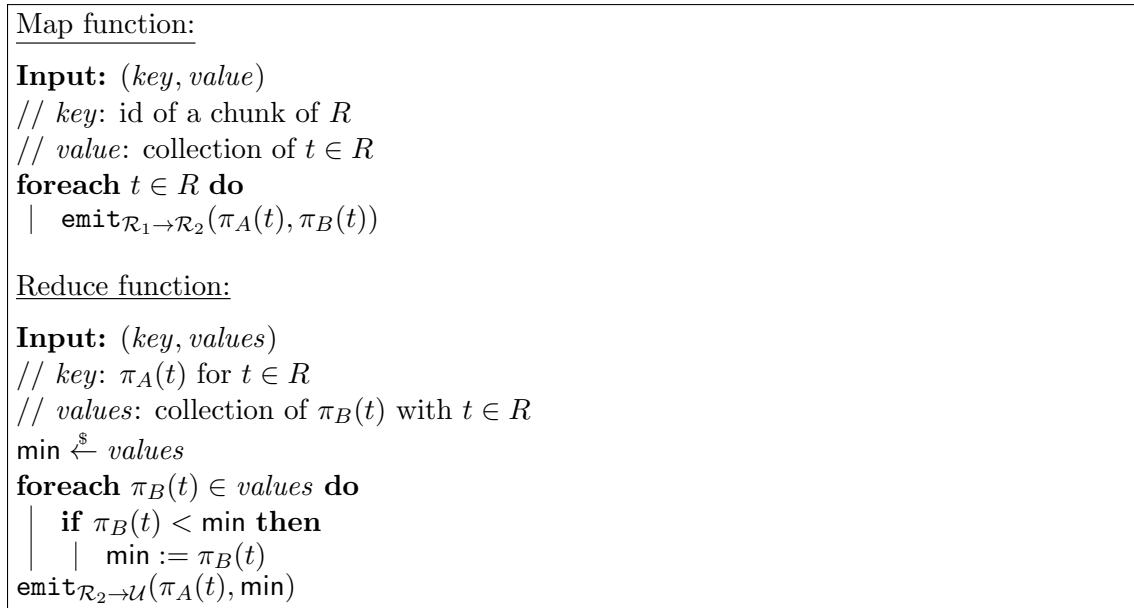 Map function:
Input: (key, value)
// key: id of a chunk of R
// value: collection of t ∈ R
foreach t ∈ R do
emit_{ℛ₁→ℛ₂}(π_A(t), π_B(t))
Reduce function:
Input: (key, values)
// key: π_A(t) for t ∈ R
// values: collection of π_B(t) with t ∈ R
min ←$ values
foreach π_B(t) ∈ values do
if π_B(t) < min then
min := π_B(t)
emit_{ℛ₂→𝒰}(π_A(t), min)